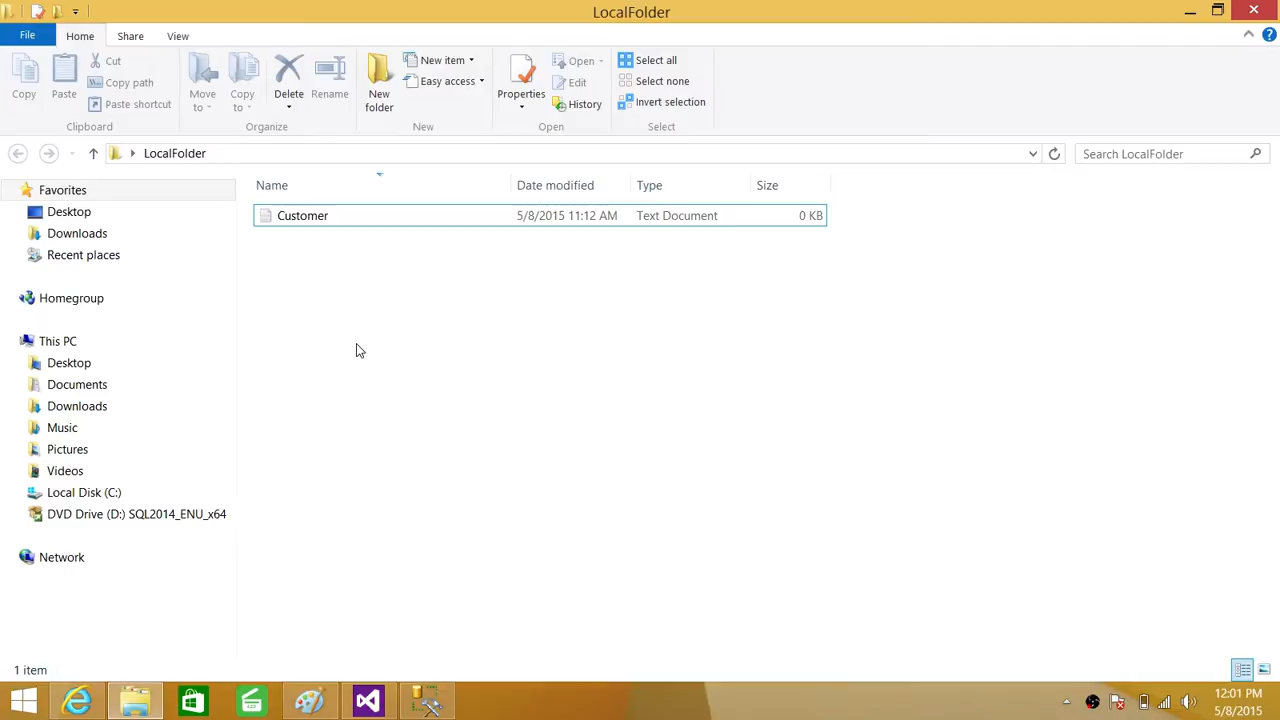 LocalFolder
File
Home
Share
View
Copy
Paste
Cut
Copy path
Paste shortcut
Clipboard
Move to
Copy to
Delete
Rename
Organize
New folder
New item
Easy access
New
Properties
Open
Edit
History
Open
Select all
Select none
Invert selection
Select
LocalFolder
Search LocalFolder
Name
Date modified
Type
Size
Customer
5/8/2015 11:12 AM
Text Document
0 KB
Favorites
Desktop
Downloads
Recent places
Homegroup
This PC
Desktop
Documents
Downloads
Music
Pictures
Videos
Local Disk (C:)
DVD Drive (D:) SQL2014_ENU_x64
Network
1 item
12:01 PM
5/8/2015